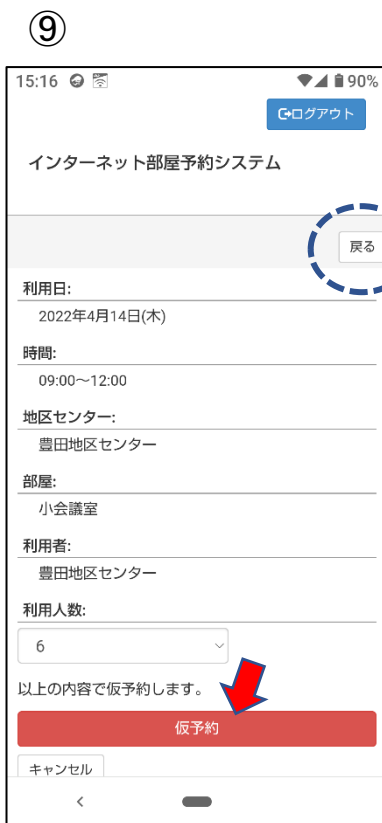 ⑨
15:16 90%
ログアウト
インターネット部屋予約システム
戻る
利用日:
2022年4月14日(木)
時間:
09:00〜12:00
地区センター:
豊田地区センター
部屋:
小会議室
利用者:
豊田地区センター
利用人数:
6
以上の内容で仮予約します。
仮予約
キャンセル